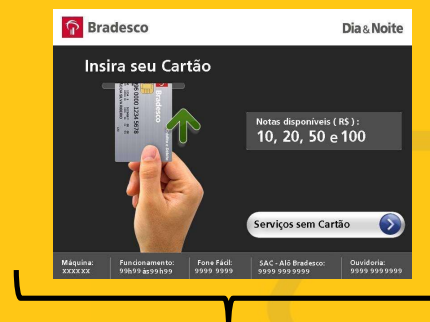 Bradesco
Dia&Noite
Insira seu Cartão
Bradesco
Notas disponíveis ( R$ ) :
10, 20, 50 e 100
Serviços sem Cartão
Máquina:
XXXXXX
Funcionamento:
99h99 às 99h99
Fone Fácil:
9999 9999
SAC - Alô Bradesco:
9999 999 9999
Ouvidoria:
9999 999 9999